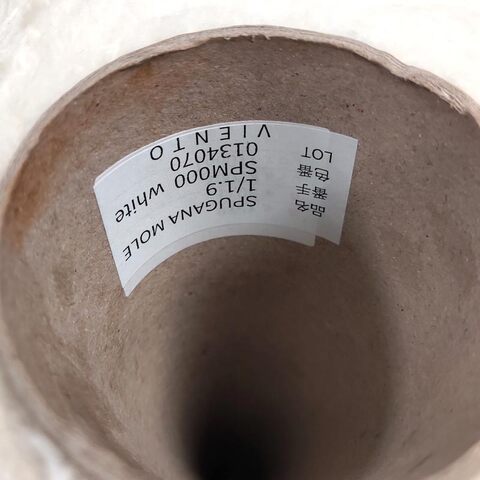 品名 SPUGANA MOLE
番手 1/1.9
色番 SPM000 white
LOT 0134070
VIENTO